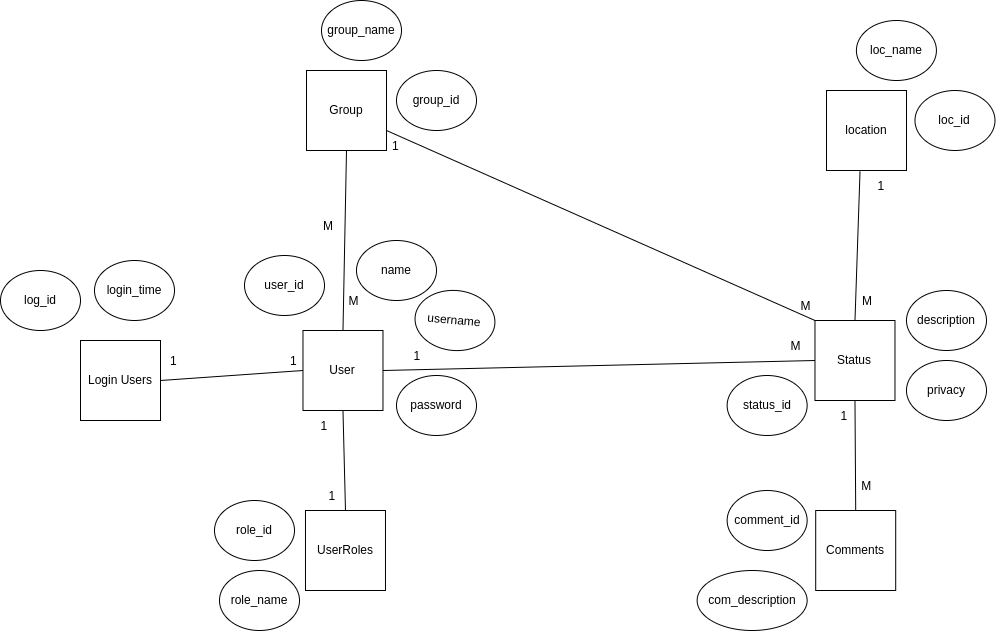 group_name
loc_name
Group
group_id
location
loc_id
1
1
M
user_id
name
log_id
login_time
M
M
M
username
description
1
1
1
M
Login Users
User
Status
privacy
password
status_id
1
1
1
M
role_id
comment_id
UserRoles
Comments
role_name
com_description